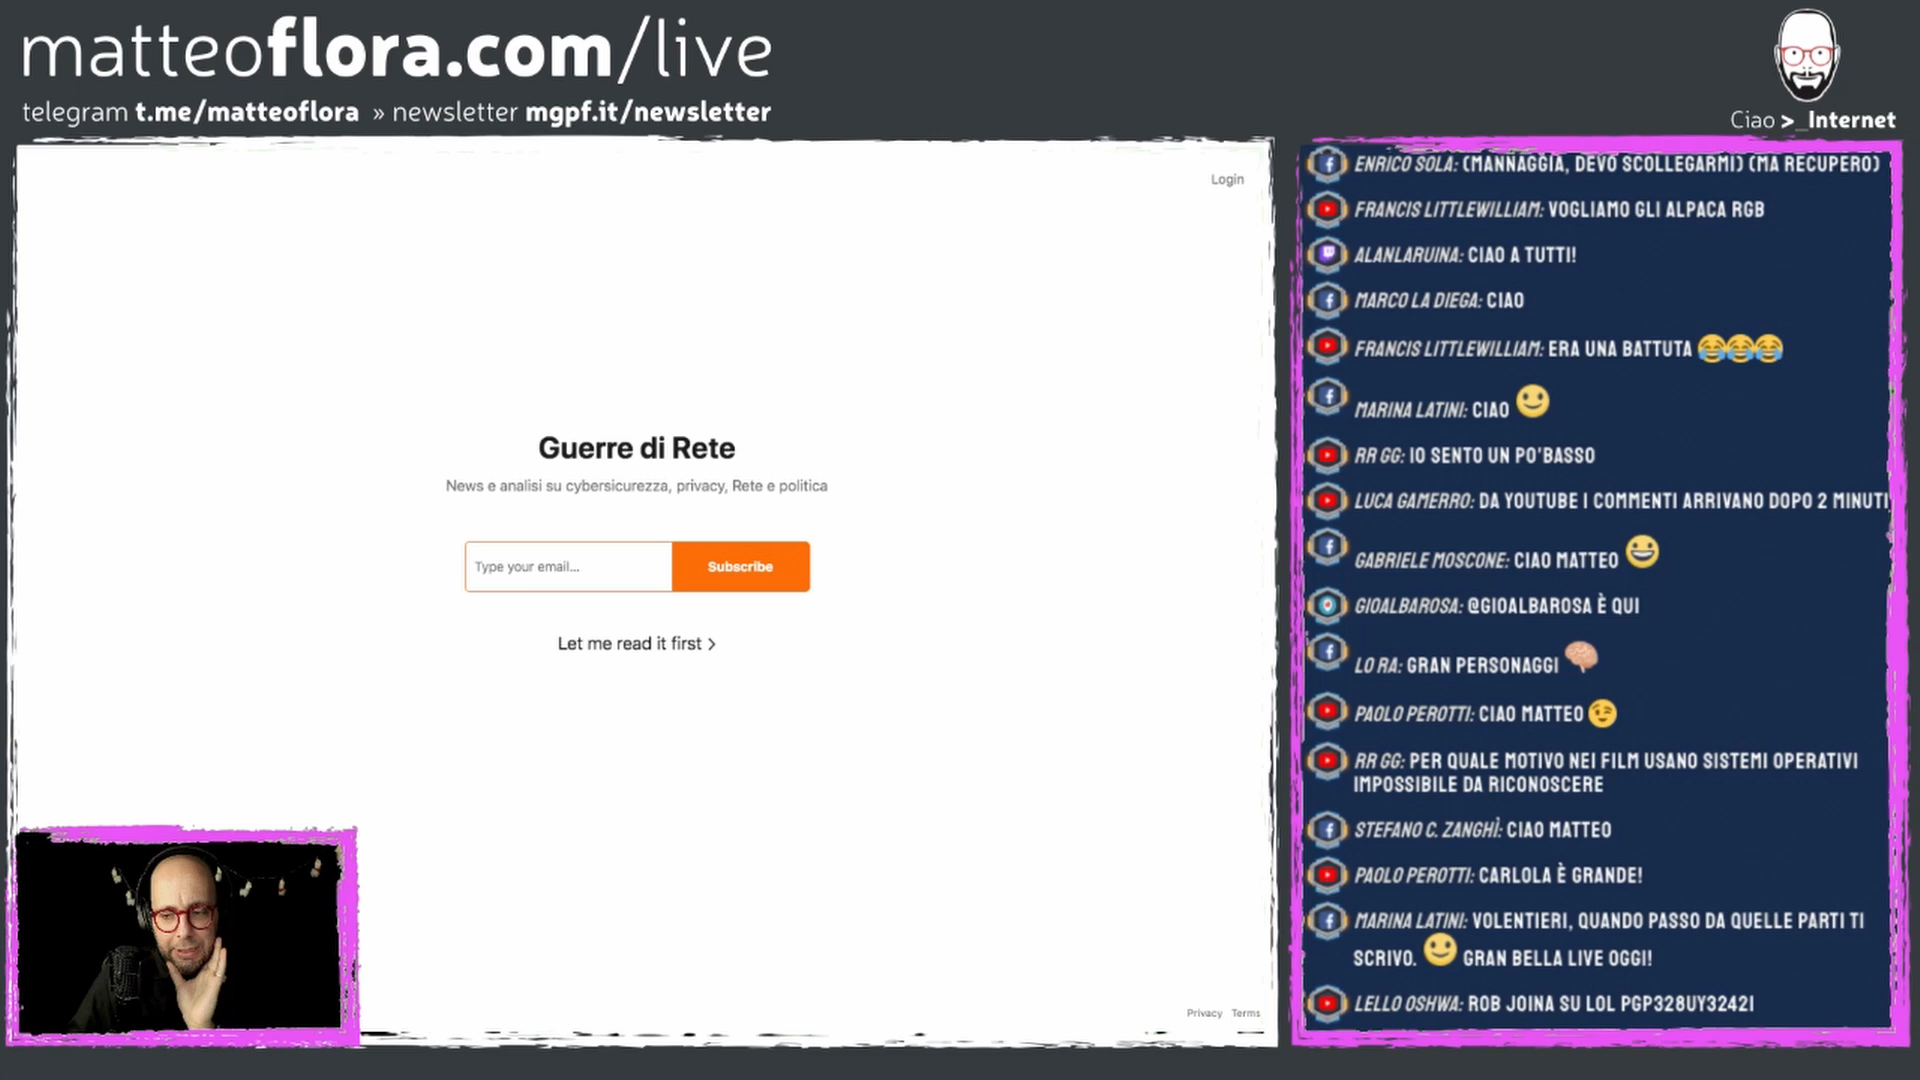 matteoflora.com/live
telegram t.me/matteoflora » newsletter mgpf.it/newsletter
Ciao >_Internet
Login
Guerre di Rete
News e analisi su cybersicurezza, privacy, Rete e politica
Type your email...
Subscribe
Let me read it first >
Privacy Terms
ENRICO SOLA: (MANNAGGIA, DEVO SCOLLEGARMI) (MA RECUPERO)
FRANCIS LITTLEWILLIAM: VOGLIAMO GLI ALPACA RGB
ALANLARUINA: CIAO A TUTTI!
MARCO LA DIEGA: CIAO
FRANCIS LITTLEWILLIAM: ERA UNA BATTUTA 😂😂😂
MARINA LATINI: CIAO 🙂
RR GG: IO SENTO UN PO'BASSO
LUCA GAMERRO: DA YOUTUBE I COMMENTI ARRIVANO DOPO 2 MINUTI
GABRIELE MOSCONE: CIAO MATTEO 😀
GIOALBAROSA: @GIOALBAROSA È QUI
LO RA: GRAN PERSONAGGI 🧠
PAOLO PEROTTI: CIAO MATTEO 😉
RR GG: PER QUALE MOTIVO NEI FILM USANO SISTEMI OPERATIVI
IMPOSSIBILE DA RICONOSCERE
STEFANO C. ZANGHÌ: CIAO MATTEO
PAOLO PEROTTI: CARLOLA È GRANDE!
MARINA LATINI: VOLENTIERI, QUANDO PASSO DA QUELLE PARTI TI
SCRIVO. 🙂 GRAN BELLA LIVE OGGI!
LELLO OSHWA: ROB JOINA SU LOL PGP328UY3242I